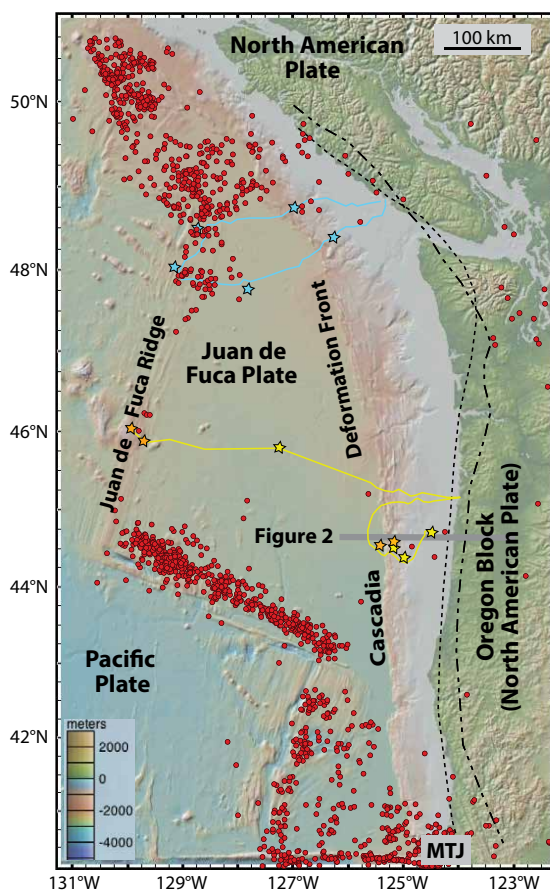 North American
Plate
100 km
50°N
48°N
46°N
44°N
42°N
Juan de Fuca Ridge
Juan de
Fuca Plate
Deformation Front
Figure 2
Cascadia
Oregon Block
(North American Plate)
Pacific
Plate
meters
2000
0
-2000
-4000
MTJ
131°W
129°W
127°W
125°W
123°W